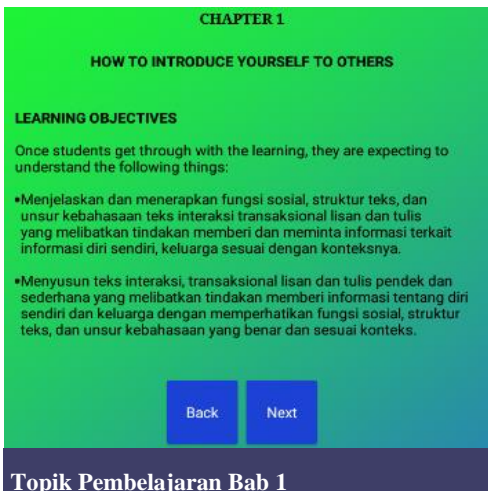 CHAPTER 1
HOW TO INTRODUCE YOURSELF TO OTHERS
LEARNING OBJECTIVES
Once students get through with the learning, they are expecting to
understand the following things:
•Menjelaskan dan menerapkan fungsi sosial, struktur teks, dan
unsur kebahasaan teks interaksi transaksional lisan dan tulis
yang melibatkan tindakan memberi dan meminta informasi terkait
informasi diri sendiri, keluarga sesuai dengan konteksnya.
•Menyusun teks interaksi, transaksional lisan dan tulis pendek dan
sederhana yang melibatkan tindakan memberi informasi tentang diri
sendiri dan keluarga dengan memperhatikan fungsi sosial, struktur
teks, dan unsur kebahasaan yang benar dan sesuai konteks.
Back Next
Topik Pembelajaran Bab 1